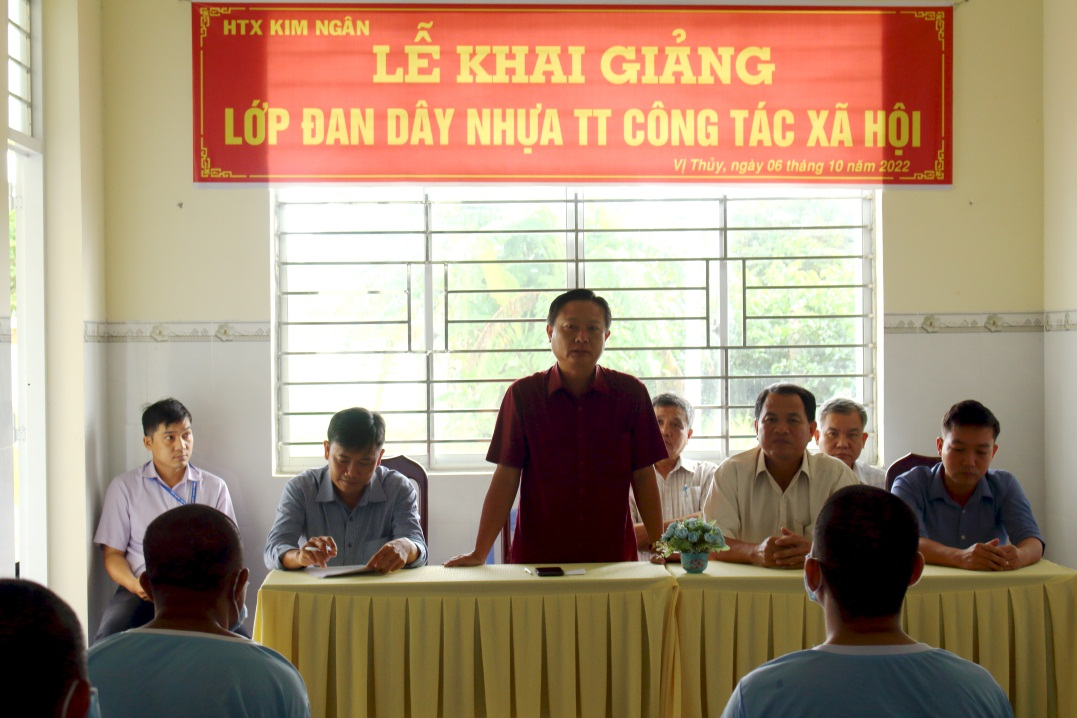 HTX KIM NGÂN
LỄ KHAI GIẢNG
LỚP ĐAN DÂY NHỰA TT CÔNG TÁC XÃ HỘI
Vị Thủy, ngày 06 tháng 10 năm 2022